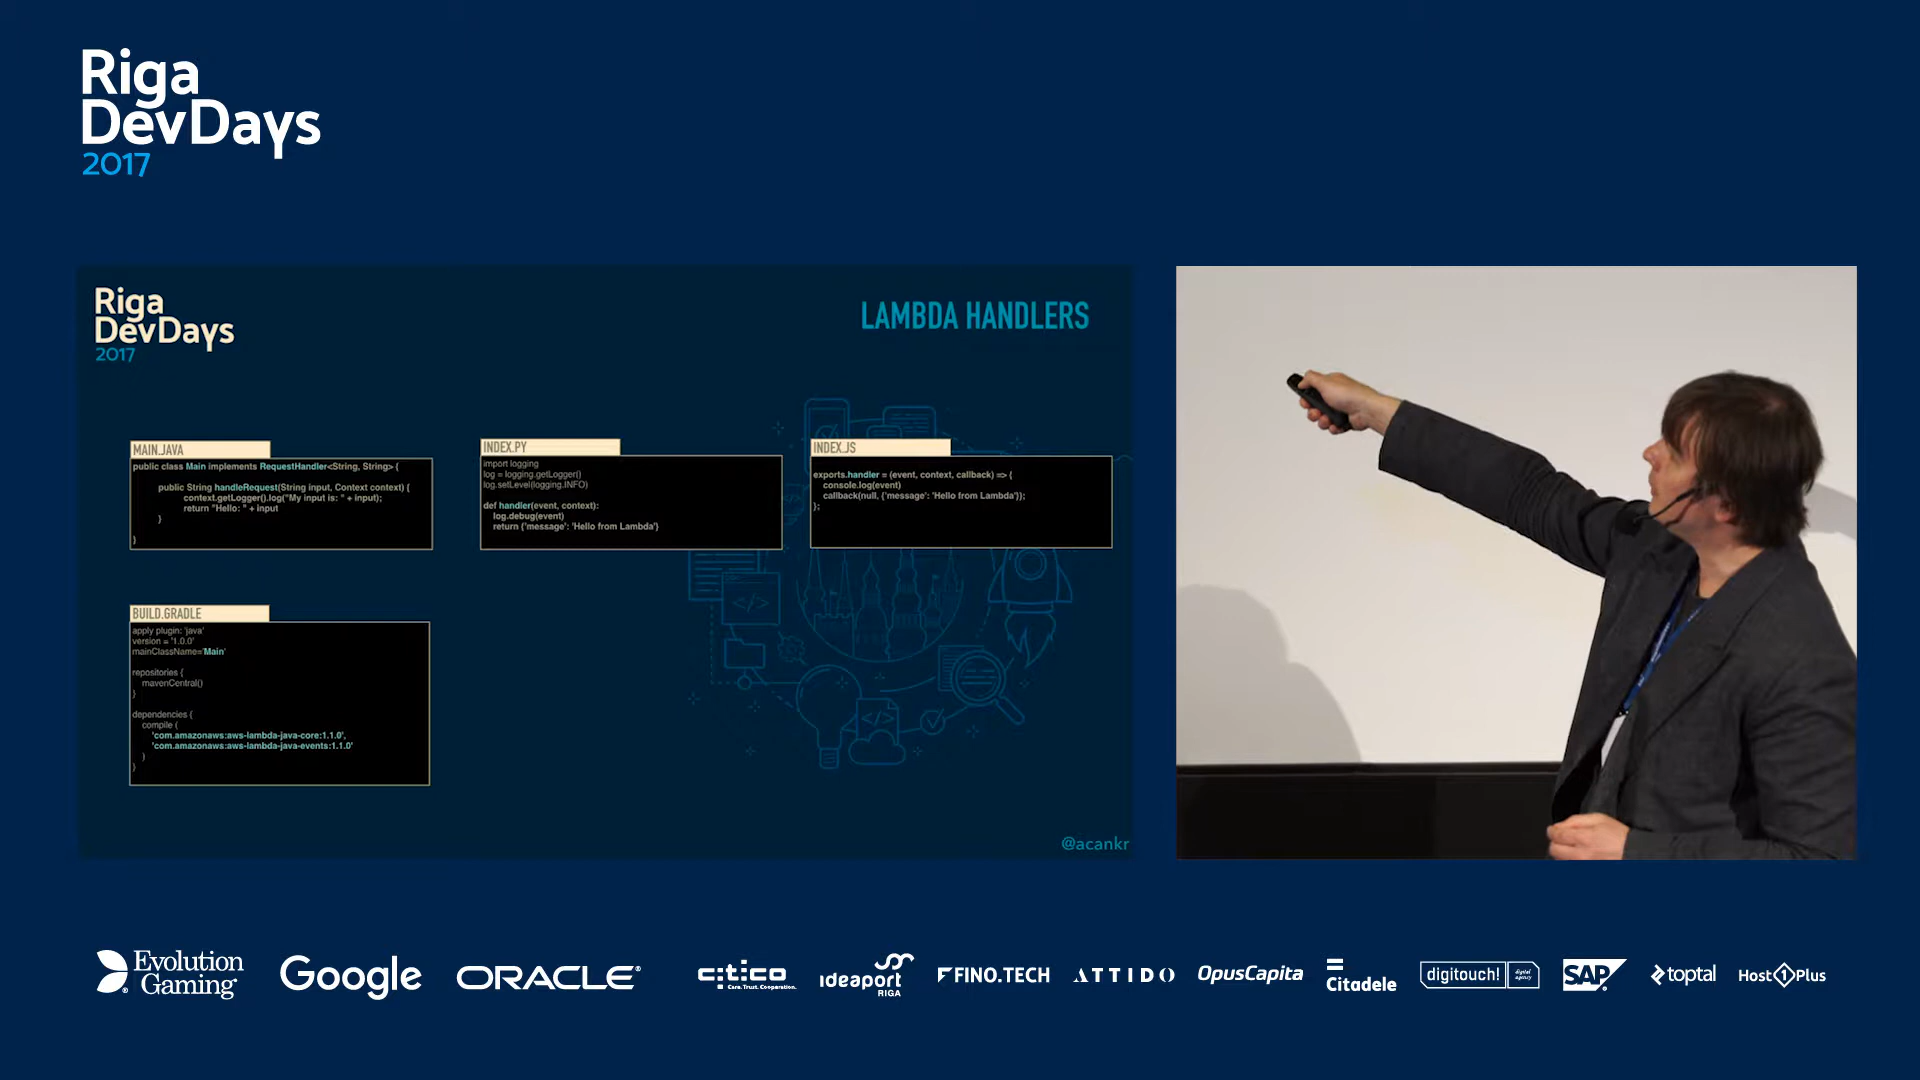 Riga
DevDays
2017
Riga
DevDays
2017
LAMBDA HANDLERS
MAIN.JAVA
public class Main implements RequestHandler<String, String> {
public String handleRequest(String input, Context context) {
context.getLogger().log("My input is: " + input);
return "Hello: " + input
}
}
INDEX.PY
import logging
log = logging.getLogger()
log.setLevel(logging.INFO)
def handler(event, context):
log.debug(event)
return {'message': 'Hello from Lambda'}
INDEX.JS
exports.handler = (event, context, callback) => {
console.log(event)
callback(null, {'message': 'Hello from Lambda'});
};
BUILD.GRADLE
apply plugin: 'java'
version = '1.0.0'
mainClassName='Main'
repositories {
mavenCentral()
}
dependencies {
compile (
'com.amazonaws:aws-lambda-java-core:1.1.0',
'com.amazonaws:aws-lambda-java-events:1.1.0'
)
}
@acankr
Evolution
Gaming
Google
ORACLE
citico
Care. Trust. Cooperation.
ideaport
RIGA
FINO.TECH
ATTIDO
OpusCapita
Citadele
digitouch! digital
agency
SAP
toptal
Host1Plus